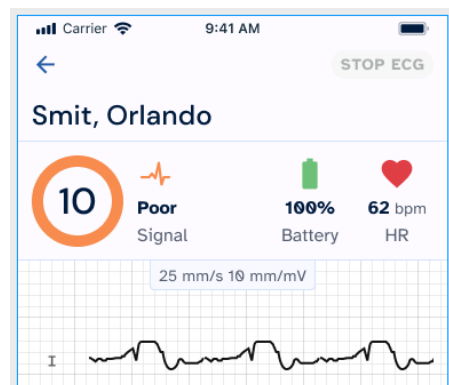 Carrier 9:41 AM
STOP ECG
Smit, Orlando
10
Poor 100% 62 bpm
Signal Battery HR
25 mm/s 10 mm/mV
I